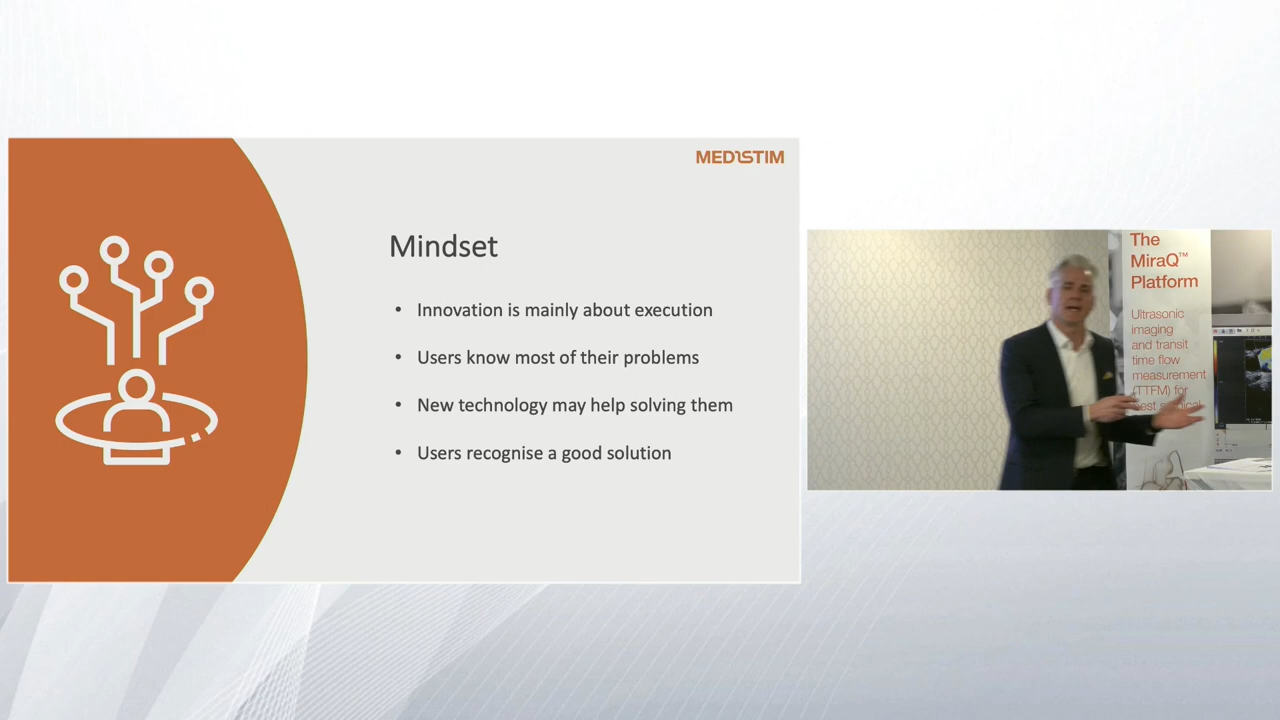 MEDISTIM
Mindset
• Innovation is mainly about execution
• Users know most of their problems
• New technology may help solving them
• Users recognise a good solution
The
MiraQ™
Platform
Ultrasonic
imaging
and transit
time flow
measurement
(TTFM) for